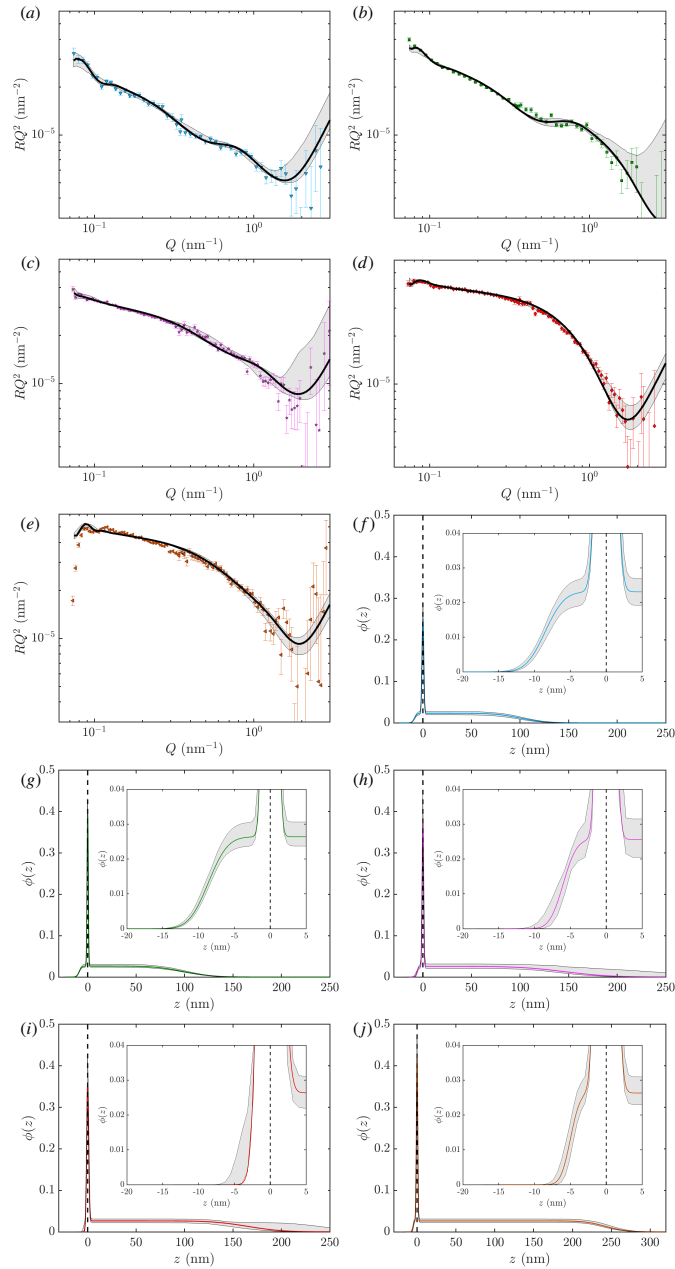 (a)
RQ² (nm⁻²)
10⁻⁵
10⁻¹
10⁰
Q (nm⁻¹)
(b)
RQ² (nm⁻²)
10⁻⁵
10⁻¹
10⁰
Q (nm⁻¹)
(c)
RQ² (nm⁻²)
10⁻⁵
10⁻¹
10⁰
Q (nm⁻¹)
(d)
RQ² (nm⁻²)
10⁻⁵
10⁻¹
10⁰
Q (nm⁻¹)
(e)
RQ² (nm⁻²)
10⁻⁵
10⁻¹
10⁰
Q (nm⁻¹)
(f)
ϕ(z)
0.5
0.4
0.3
0.2
0.1
0
0 50 100 150 200 250
z (nm)
ϕ(z)
0.04
0.03
0.02
0.01
0
-20 -15 -10 -5 0 5
z (nm)
(g)
ϕ(z)
0.5
0.4
0.3
0.2
0.1
0
0 50 100 150 200 250
z (nm)
ϕ(z)
0.04
0.03
0.02
0.01
0
-20 -15 -10 -5 0 5
z (nm)
(h)
ϕ(z)
0.5
0.4
0.3
0.2
0.1
0
0 50 100 150 200 250
z (nm)
ϕ(z)
0.04
0.03
0.02
0.01
0
-20 -15 -10 -5 0 5
z (nm)
(i)
ϕ(z)
0.5
0.4
0.3
0.2
0.1
0
0 50 100 150 200 250
z (nm)
ϕ(z)
0.04
0.03
0.02
0.01
0
-20 -15 -10 -5 0 5
z (nm)
(j)
ϕ(z)
0.5
0.4
0.3
0.2
0.1
0
0 50 100 150 200 250 300
z (nm)
ϕ(z)
0.04
0.03
0.02
0.01
0
-20 -15 -10 -5 0 5
z (nm)